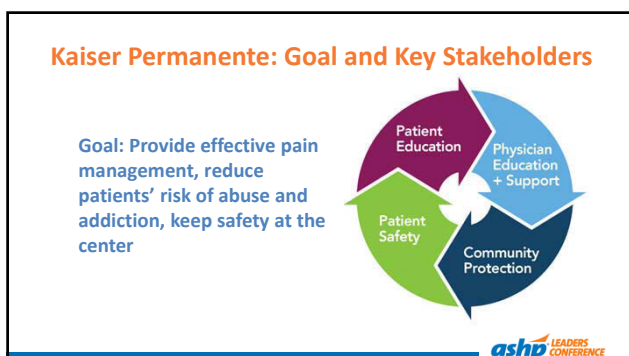 Kaiser Permanente: Goal and Key Stakeholders
Goal: Provide effective pain
management, reduce
patients' risk of abuse and
addiction, keep safety at the
center
Patient
Education
Physician
Education
+ Support
Patient
Safety
Community
Protection
ashp LEADERS
CONFERENCE